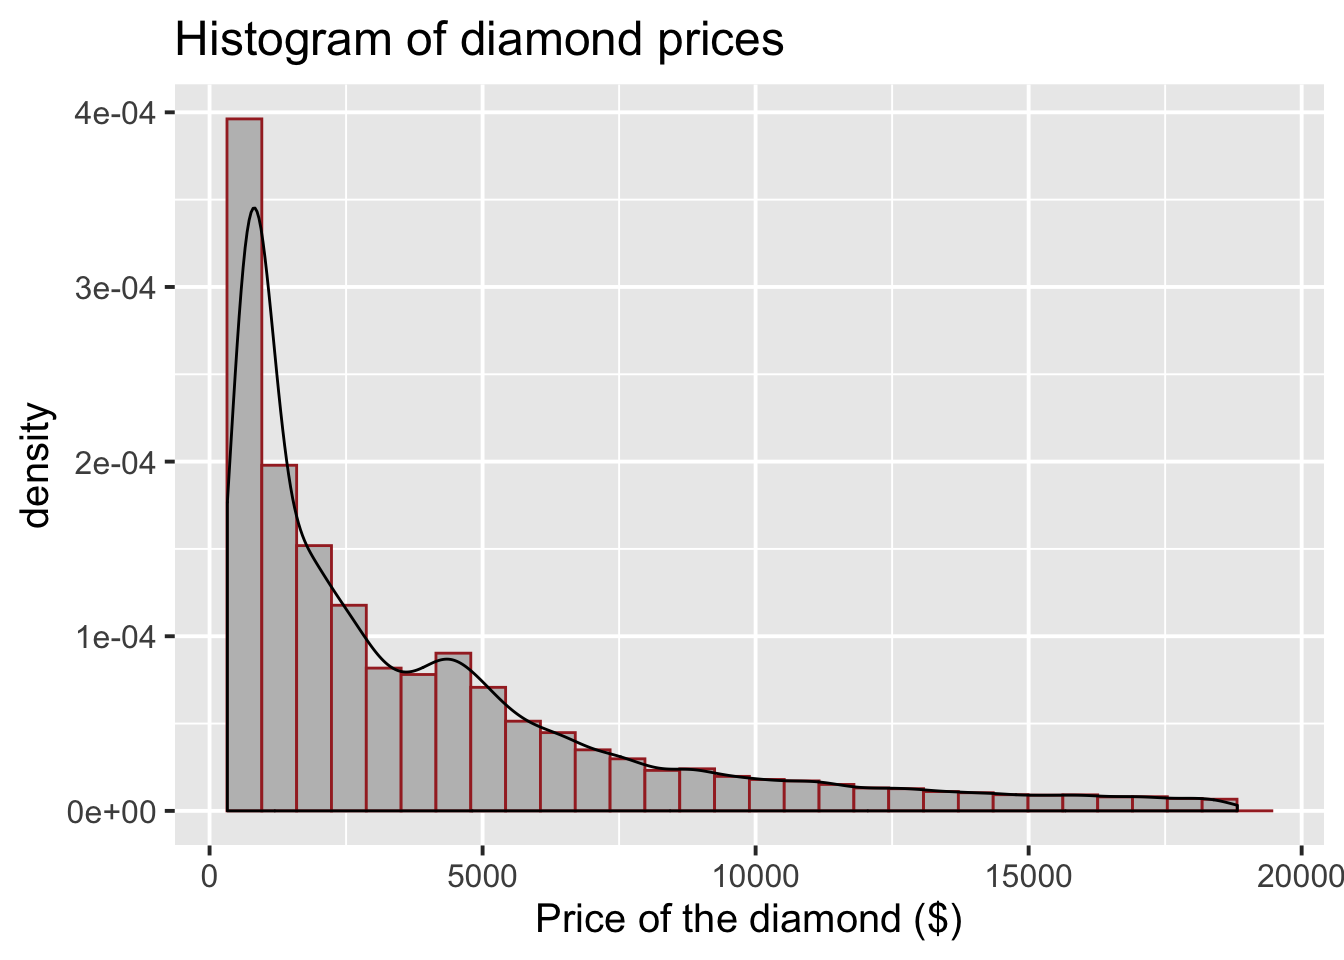 Histogram of diamond prices
4e-04
3e-04
2e-04
1e-04
0e+00
density
0 5000 10000 15000 20000
Price of the diamond ($)